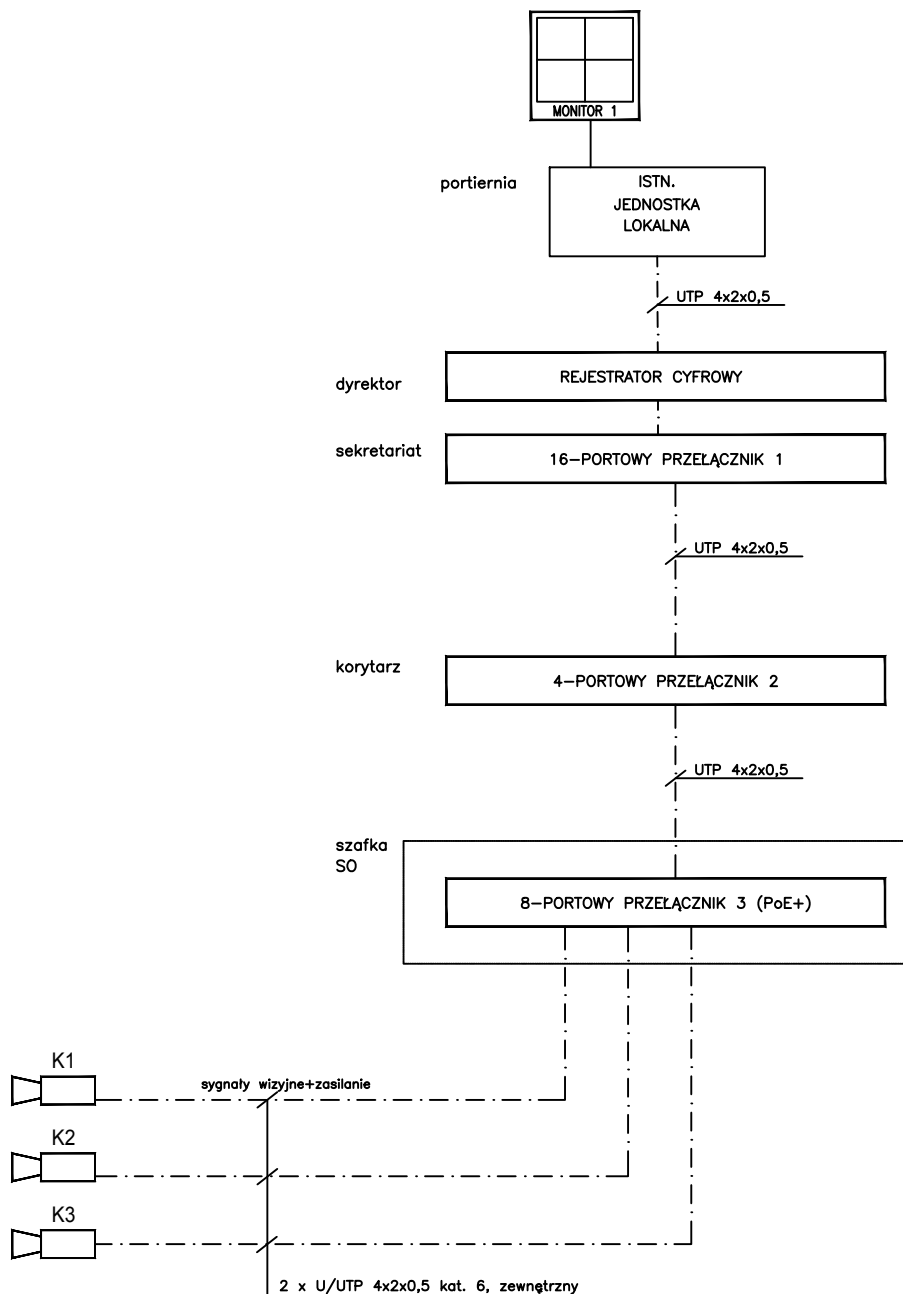 MONITOR 1
portiernia
ISTN.
JEDNOSTKA
LOKALNA
UTP 4x2x0,5
dyrektor
REJESTRATOR CYFROWY
sekretariat
16-PORTOWY PRZEŁĄCZNIK 1
UTP 4x2x0,5
korytarz
4-PORTOWY PRZEŁĄCZNIK 2
UTP 4x2x0,5
szafka
SO
8-PORTOWY PRZEŁĄCZNIK 3 (PoE+)
K1
sygnały wizyjne+zasilanie
K2
K3
2 x U/UTP 4x2x0,5 kat. 6, zewnętrzny